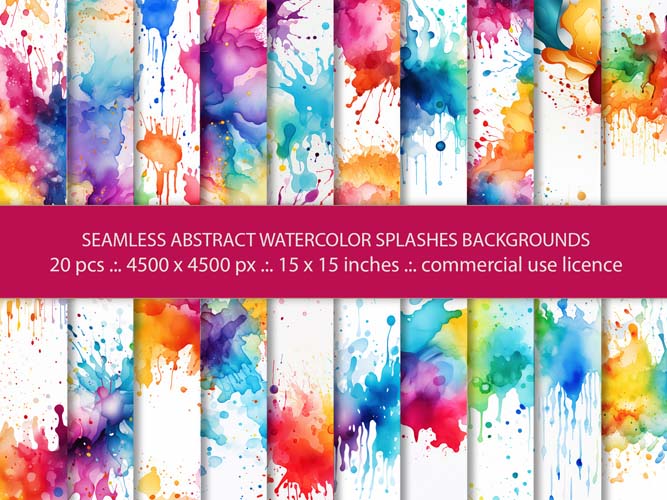 SEAMLESS ABSTRACT WATERCOLOR SPLASHES BACKGROUNDS
20 pcs .:. 4500 x 4500 px .:. 15 x 15 inches .:. commercial use licence